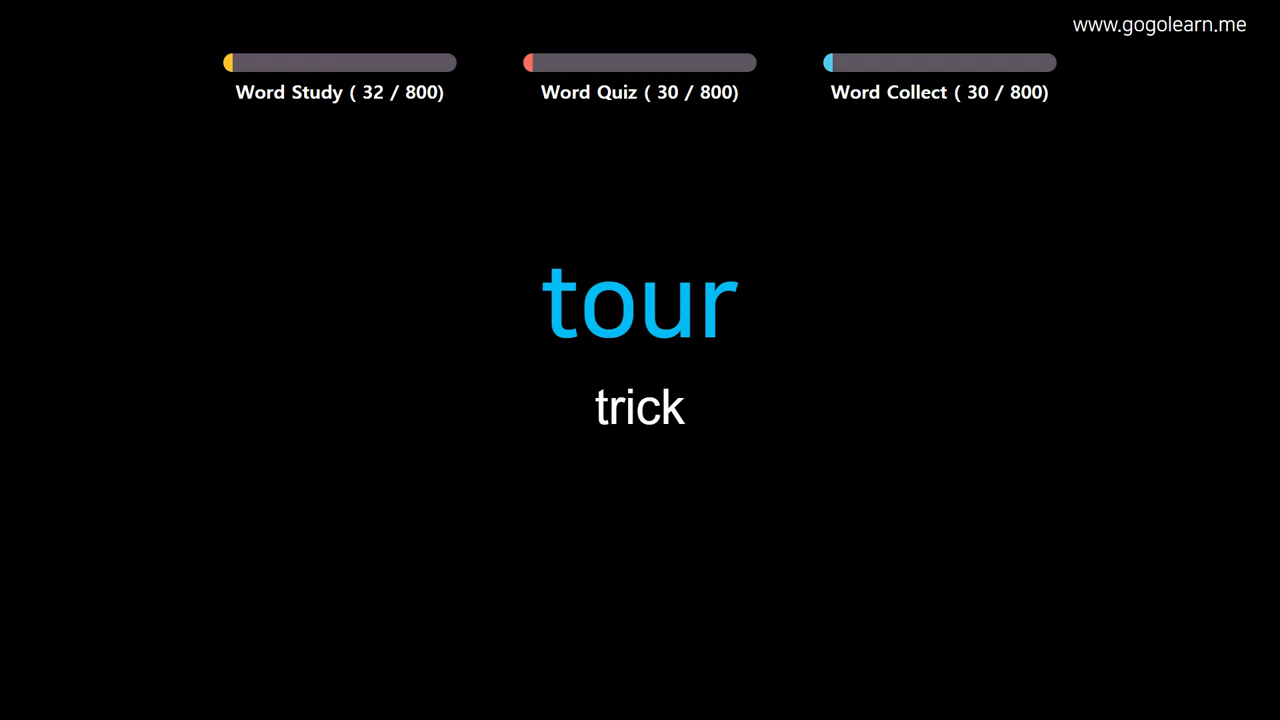 www.gogolearn.me
Word Study ( 32 / 800)
Word Quiz ( 30 / 800)
Word Collect ( 30 / 800)
tour
trick